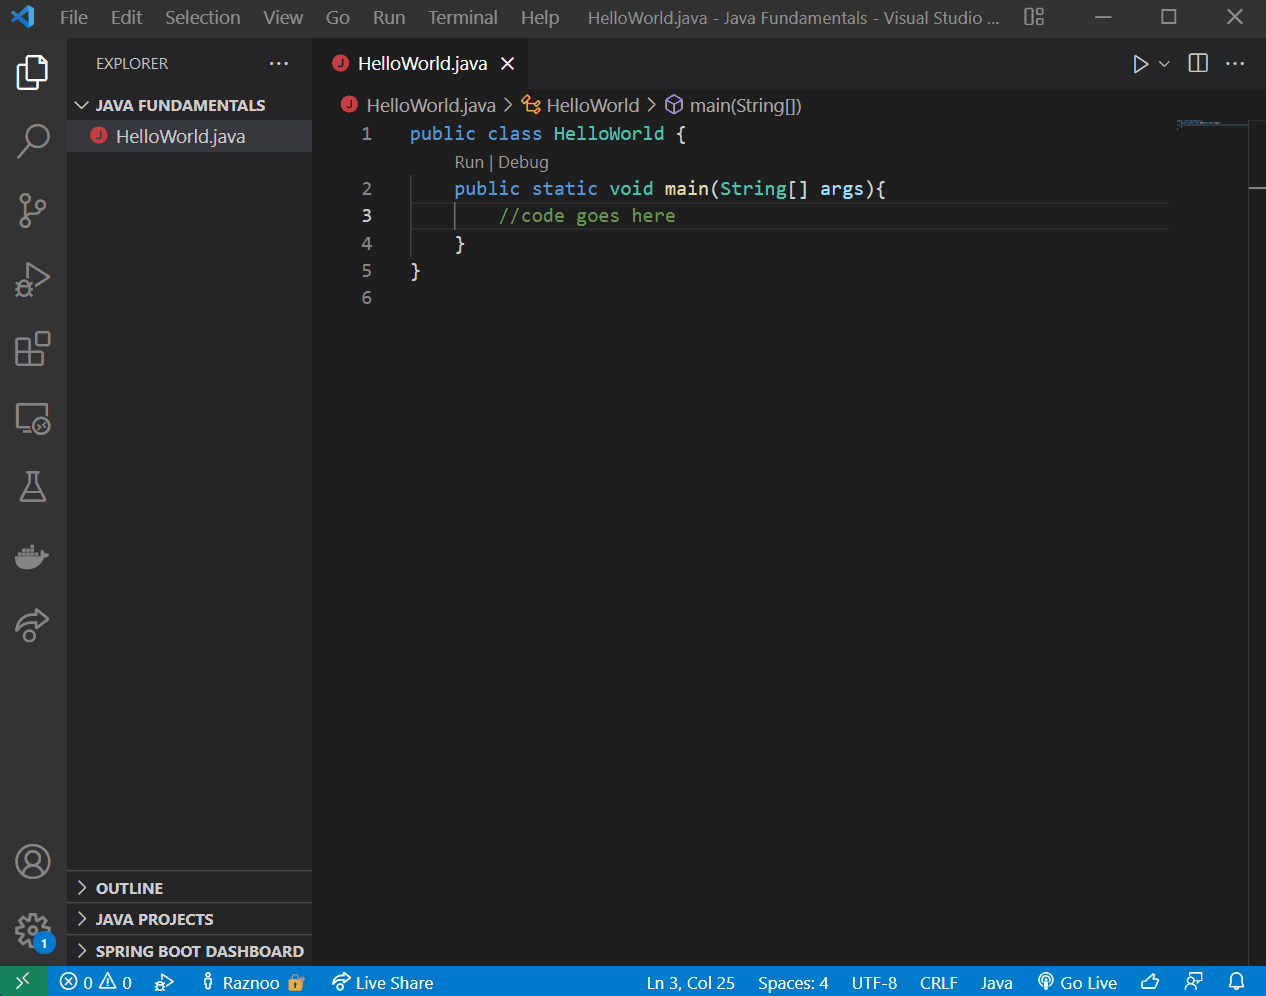 File Edit Selection View Go Run Terminal Help HelloWorld.java - Java Fundamentals - Visual Studio ...
EXPLORER
JAVA FUNDAMENTALS
HelloWorld.java
HelloWorld.java
HelloWorld.java > HelloWorld > main(String[])
1 public class HelloWorld {
Run | Debug
2 public static void main(String[] args){
3 //code goes here
4 }
5 }
6
OUTLINE
JAVA PROJECTS
SPRING BOOT DASHBOARD
1
0 0 Raznoo Live Share Ln 3, Col 25 Spaces: 4 UTF-8 CRLF Java Go Live